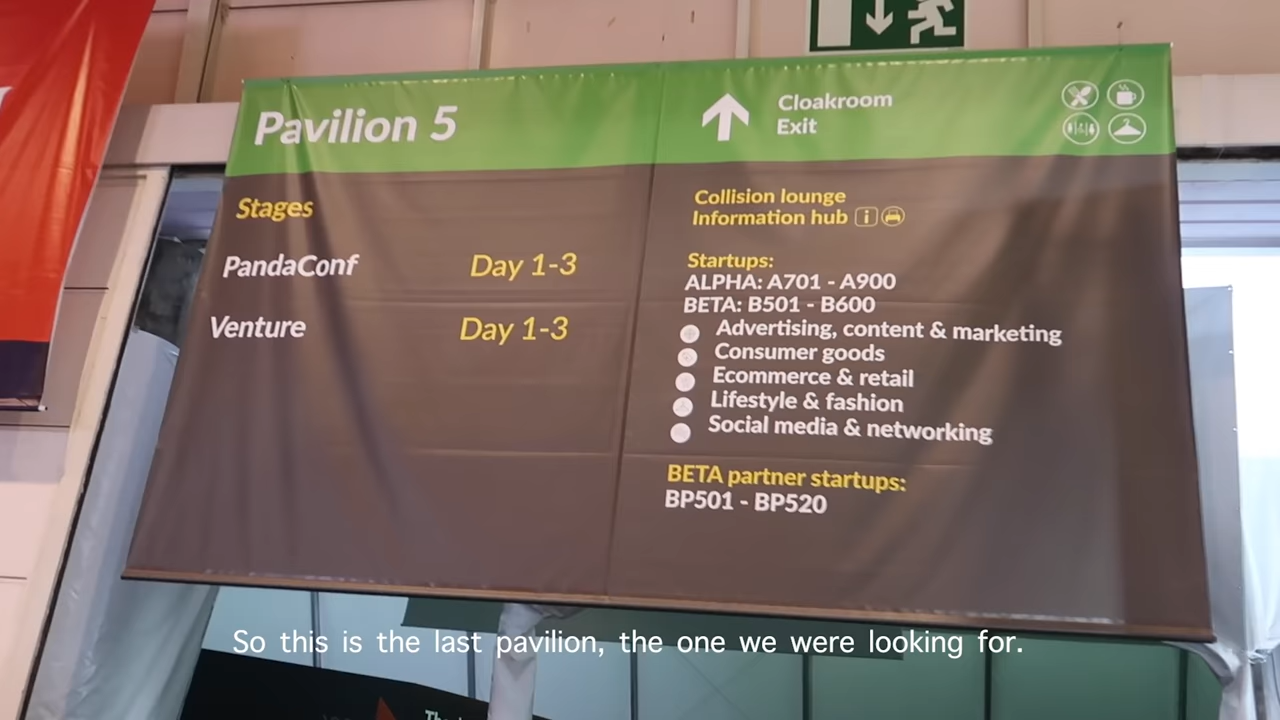 Pavilion 5
Cloakroom
Exit
Stages
PandaConf Day 1-3
Venture Day 1-3
Collision lounge
Information hub i
Startups:
ALPHA: A701 - A900
BETA: B501 - B600
Advertising, content & marketing
Consumer goods
Ecommerce & retail
Lifestyle & fashion
Social media & networking
BETA partner startups:
BP501 - BP520
So this is the last pavilion, the one we were looking for.